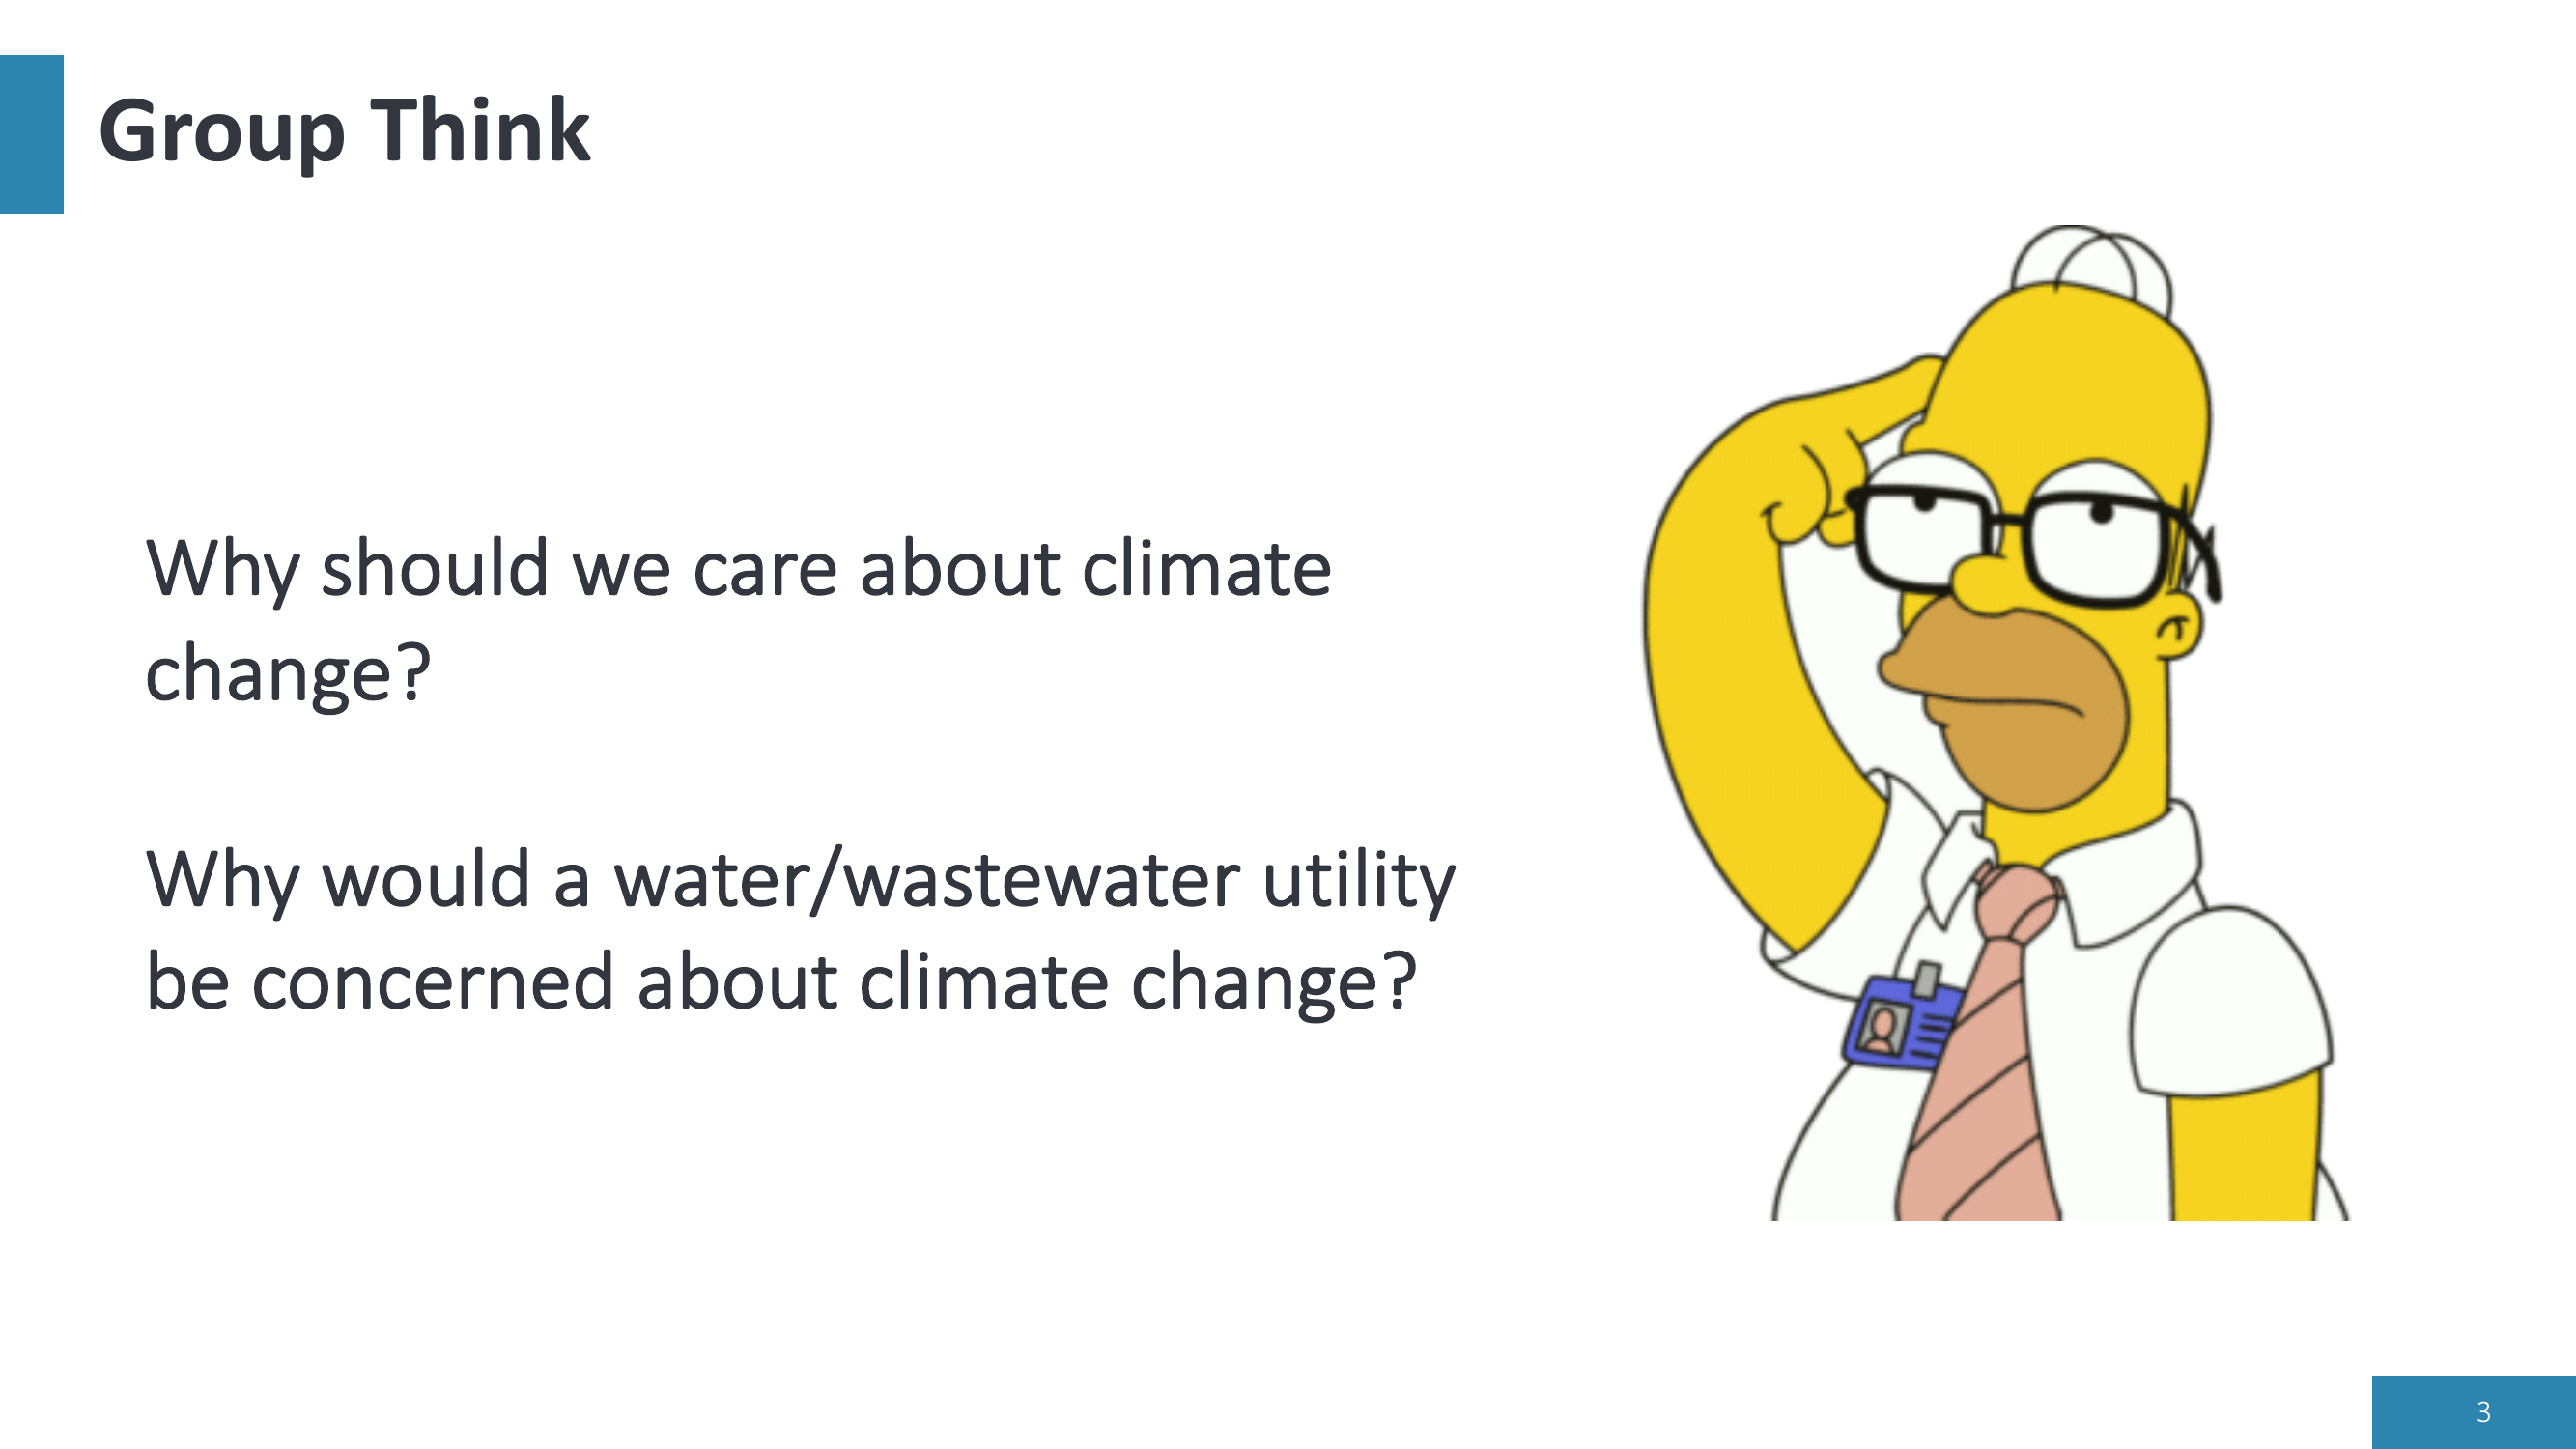 Group Think
Why should we care about climate
change?
Why would a water/wastewater utility
be concerned about climate change?
3